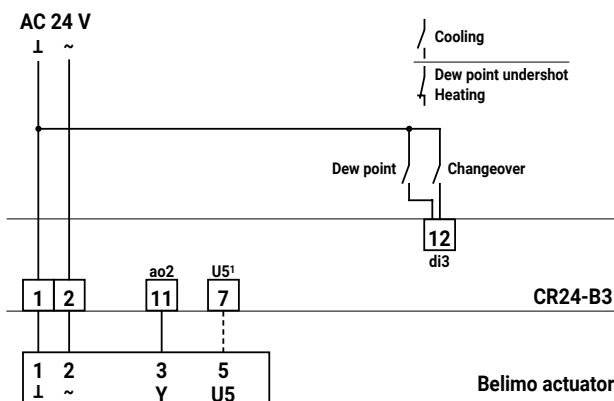 AC 24 V
⊥ ~
Cooling
Dew point undershot
Heating
Dew point
Changeover
12
di3
ao2
U5¹
1 2 11 7
CR24-B3
1 2 3 5
⊥ ~ Y U5
Belimo actuator